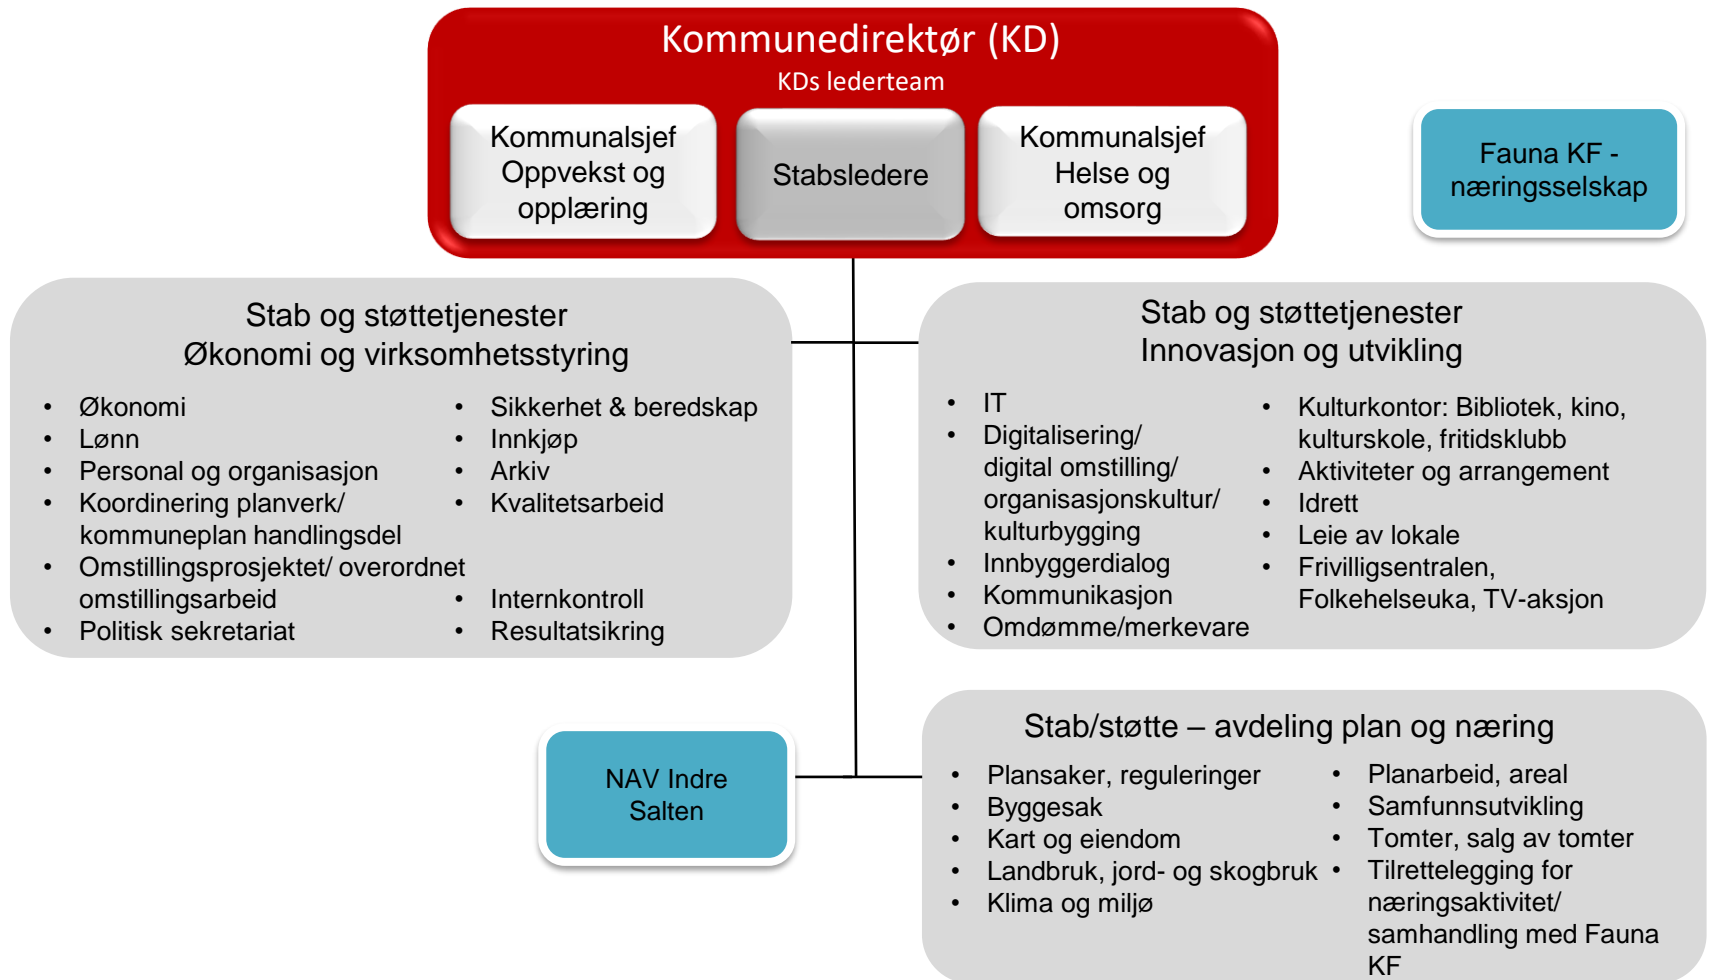 Kommunedirektør (KD)
KDs lederteam
Kommunalsjef
Oppvekst og
opplæring
Stabsledere
Kommunalsjef
Helse og
omsorg
Fauna KF -
næringsselskap
Stab og støttetjenester
Økonomi og virksomhetsstyring
• Økonomi
• Lønn
• Personal og organisasjon
• Koordinering planverk/
kommuneplan handlingsdel
• Omstillingsprosjektet/ overordnet
omstillingsarbeid
• Politisk sekretariat
• Sikkerhet & beredskap
• Innkjøp
• Arkiv
• Kvalitetsarbeid
• Internkontroll
• Resultatsikring
Stab og støttetjenester
Innovasjon og utvikling
• IT
• Digitalisering/
digital omstilling/
organisasjonskultur/
kulturbygging
• Innbyggerdialog
• Kommunikasjon
• Omdømme/merkevare
• Kulturkontor: Bibliotek, kino,
kulturskole, fritidsklubb
• Aktiviteter og arrangement
• Idrett
• Leie av lokale
• Frivilligsentralen,
Folkehelseuka, TV-aksjon
NAV Indre
Salten
Stab/støtte – avdeling plan og næring
• Plansaker, reguleringer
• Byggesak
• Kart og eiendom
• Landbruk, jord- og skogbruk
• Klima og miljø
• Planarbeid, areal
• Samfunnsutvikling
• Tomter, salg av tomter
• Tilrettelegging for
næringsaktivitet/
samhandling med Fauna
KF